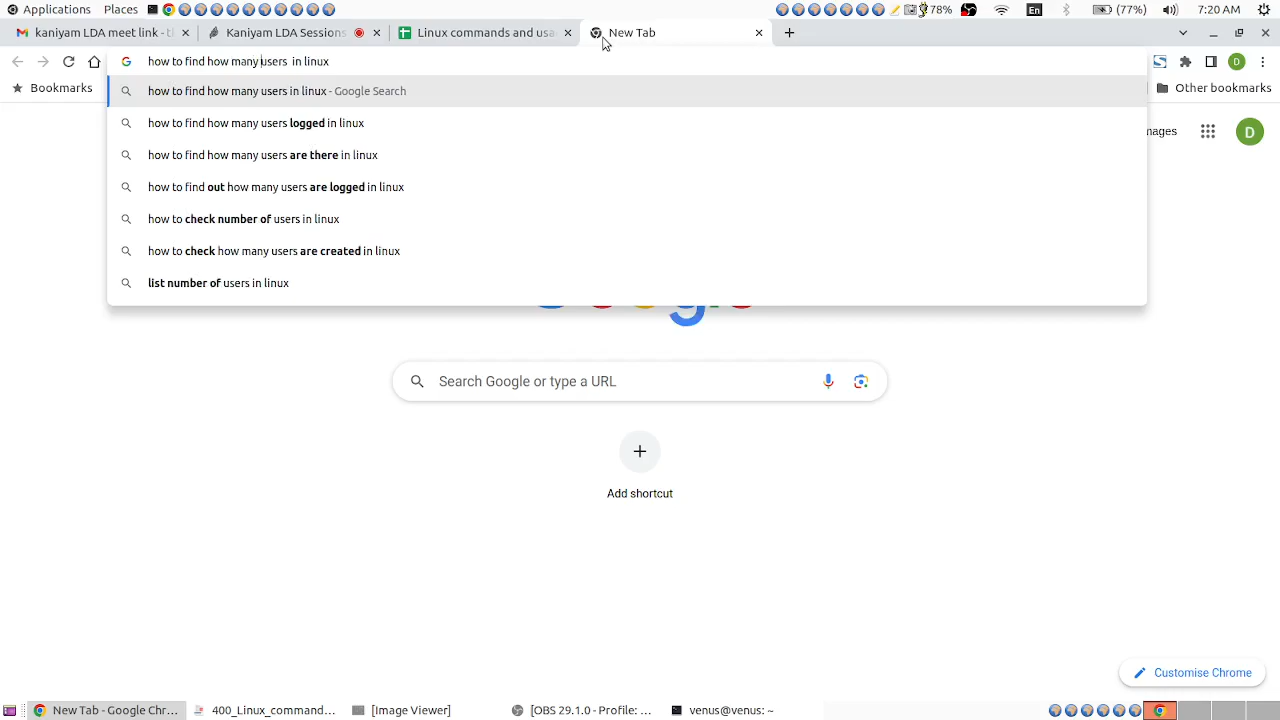 Applications Places 78% En (77%) 7:20 AM
kaniyam LDA meet link - t
Kaniyam LDA Sessions
Linux commands and usa
New Tab
how to find how many users in linux
Bookmarks
Other bookmarks
how to find how many users in linux - Google Search
how to find how many users logged in linux
mages
D
how to find how many users are there in linux
how to find out how many users are logged in linux
how to check number of users in linux
how to check how many users are created in linux
list number of users in linux
Search Google or type a URL
Add shortcut
Customise Chrome
New Tab - Google Chr...
400_Linux_command...
[Image Viewer]
[OBS 29.1.0 - Profile: ...
venus@venus: ~